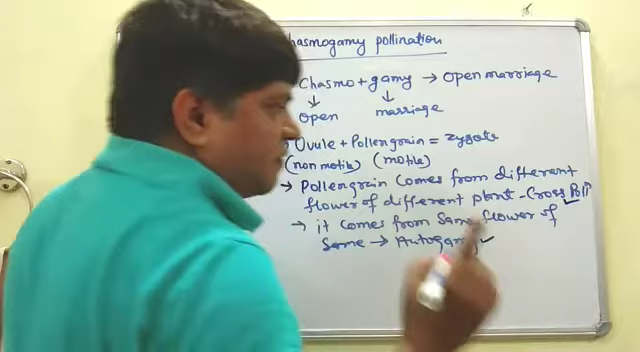 hasmogamy pollination
Chasmo + gamy → Open marriage
↓ ↓
Open marriage
Ovule + Pollengrain = zygote
(non motile) (motile)
→ Pollengrain comes from different
flower of different plant - Cross Poll
→ it comes from Same flower of
Same → Autogamy ✓